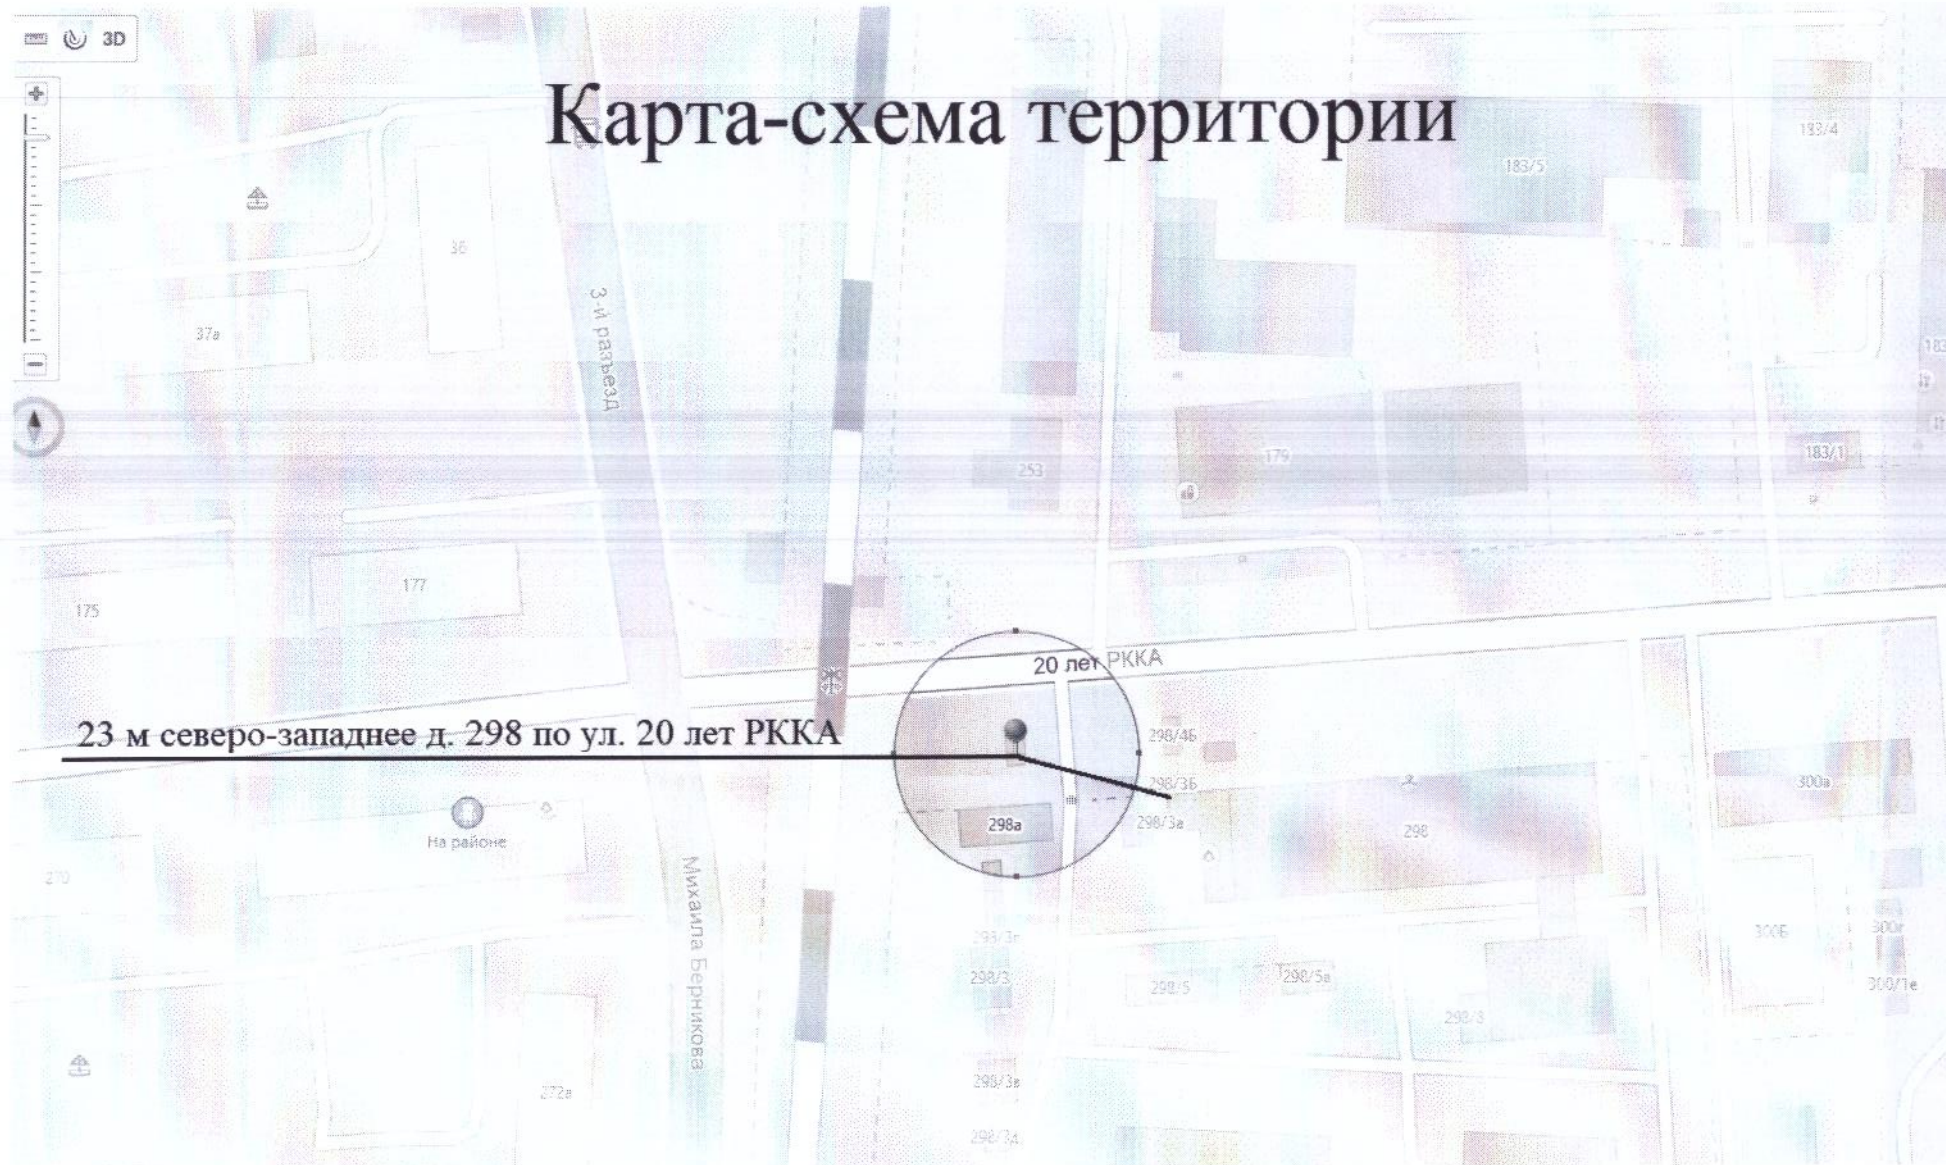 3D
Карта-схема территории
183/4
183/5
36
3-й разъезд
37а
183
253
179
183/1
177
175
20 лет РККА
23 м северо-западнее д. 298 по ул. 20 лет РККА
298/4Б
298/3Б
300а
298а
298/3а
298
На районе
270
Михаила Берникова
300Б
300г
298/3
298/5
298/5а
300/1е
298/3в
272а
298/3д